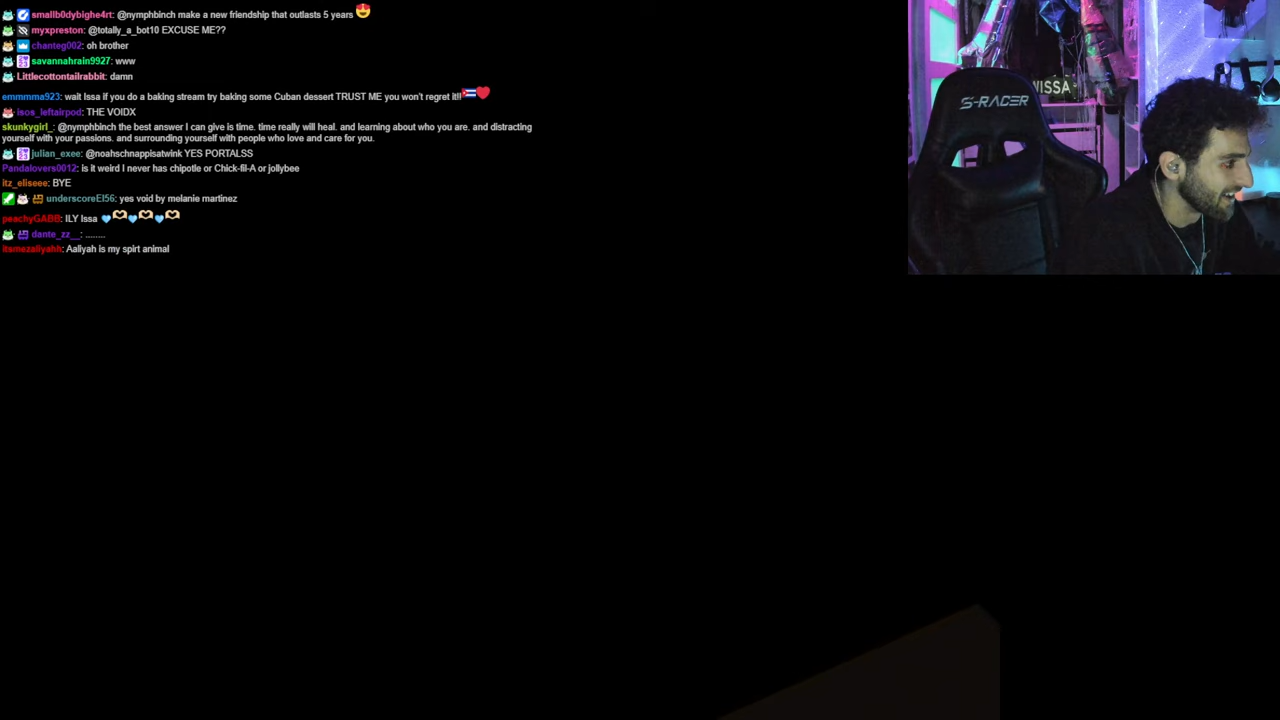 smallb0dybighe4rt: @nymphbinch make a new friendship that outlasts 5 years 😍
myxpreston: @totally_a_bot10 EXCUSE ME??
chanteg002: oh brother
savannahrain9927: www
Littlecottontailrabbit: damn
emmmma923: wait Issa if you do a baking stream try baking some Cuban dessert TRUST ME you won't regret it!!🇨🇺❤️
isos_leftairpod: THE VOIDX
skunkygirl_: @nymphbinch the best answer I can give is time. time really will heal. and learning about who you are. and distracting
yourself with your passions. and surrounding yourself with people who love and care for you.
julian_exee: @noahschnappisatwink YES PORTALSS
Pandalovers0012: is it weird I never has chipotle or Chick-fil-A or jollybee
itz_eliseee: BYE
underscoreEl56: yes void by melanie martinez
peachyGABB: ILY Issa 🩵🫶🩵🫶🩵🫶
dante_zz__: ........
itsmezaliyahh: Aaliyah is my spirt animal
S-RACER
WISSA